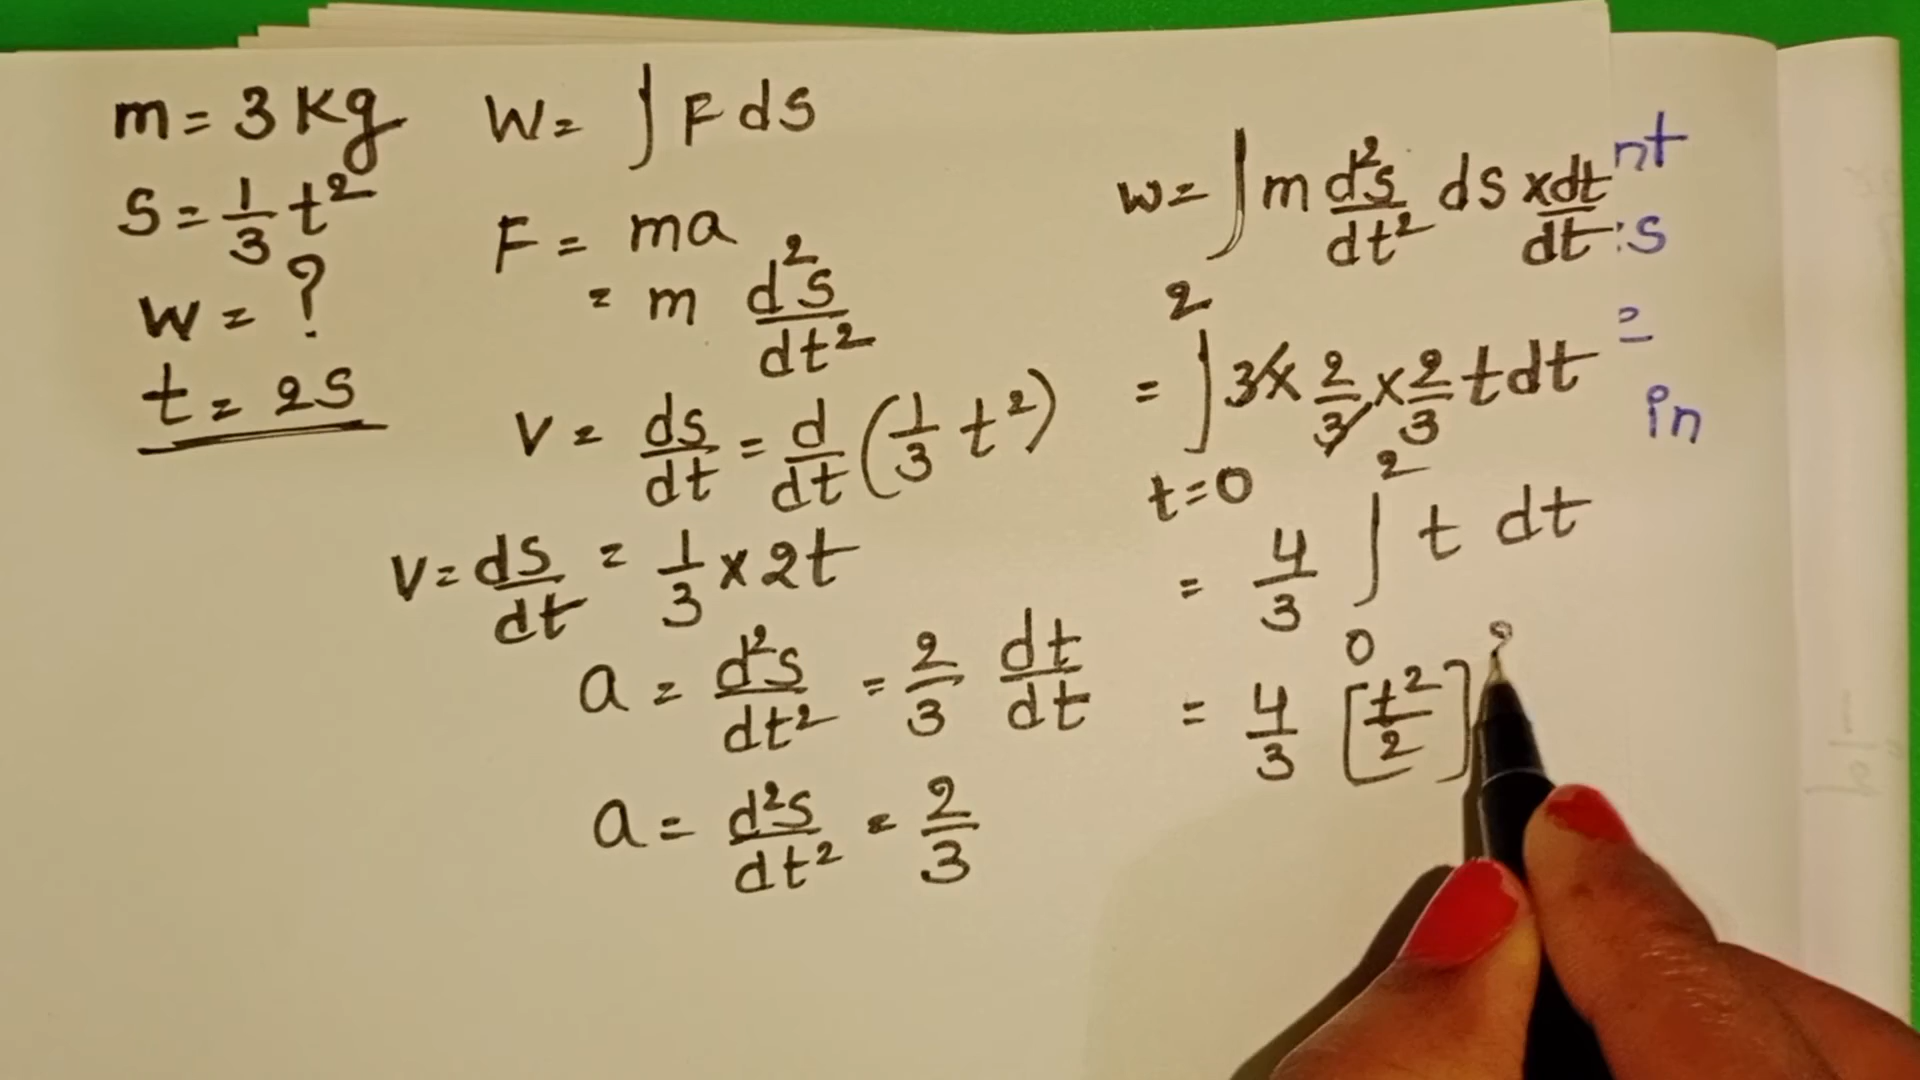 m = 3 Kg
S = 1/3 t²
W = ?
t = 2S
W = ∫ F ds
F = ma
= m d²s/dt²
V = ds/dt = d/dt (1/3 t²)
V = ds/dt = 1/3 × 2t
a = d²s/dt² = 2/3 dt/dt
a = d²s/dt² = 2/3
W = ∫ m d²s/dt² ds × dt/dt
= ∫_{t=0}^{2} 3 × 2/3 × 2/3 t dt
= 4/3 ∫_{0}^{2} t dt
= 4/3 [t²/2]
nt
:s
=
in